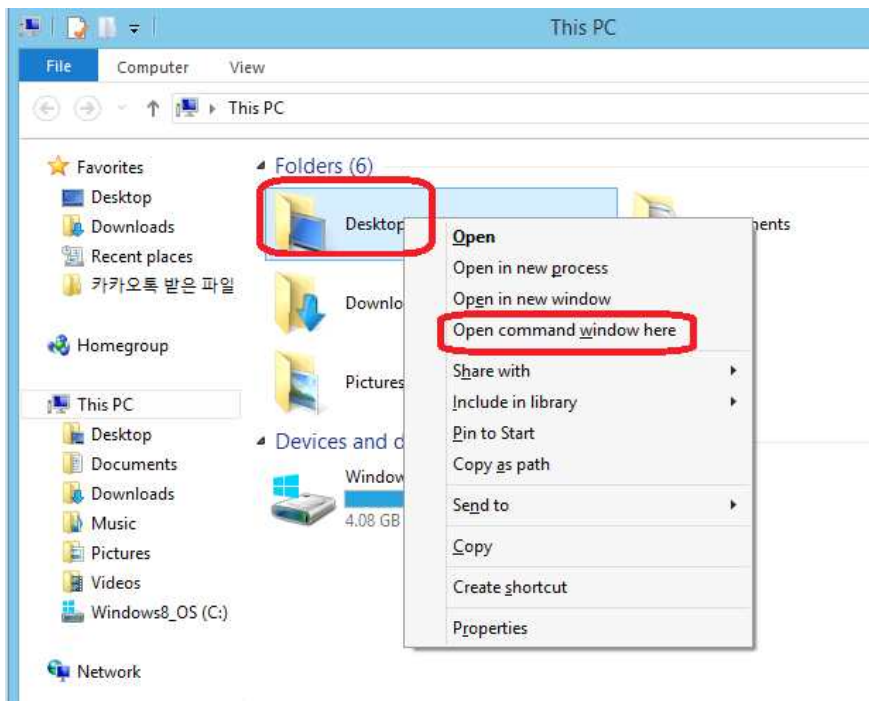 This PC
File Computer View
This PC
Favorites
Desktop
Downloads
Recent places
카카오톡 받은 파일
Homegroup
This PC
Desktop
Documents
Downloads
Music
Pictures
Videos
Windows8_OS (C:)
Network
Folders (6)
Desktop
ments
Downlo
Pictures
Devices and d
Window
4.08 GB
Open
Open in new process
Open in new window
Open command window here
Share with
Include in library
Pin to Start
Copy as path
Send to
Copy
Create shortcut
Properties